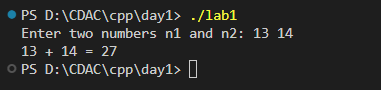 PS D:\CDAC\cpp\day1> ./lab1
Enter two numbers n1 and n2: 13 14
13 + 14 = 27
PS D:\CDAC\cpp\day1>